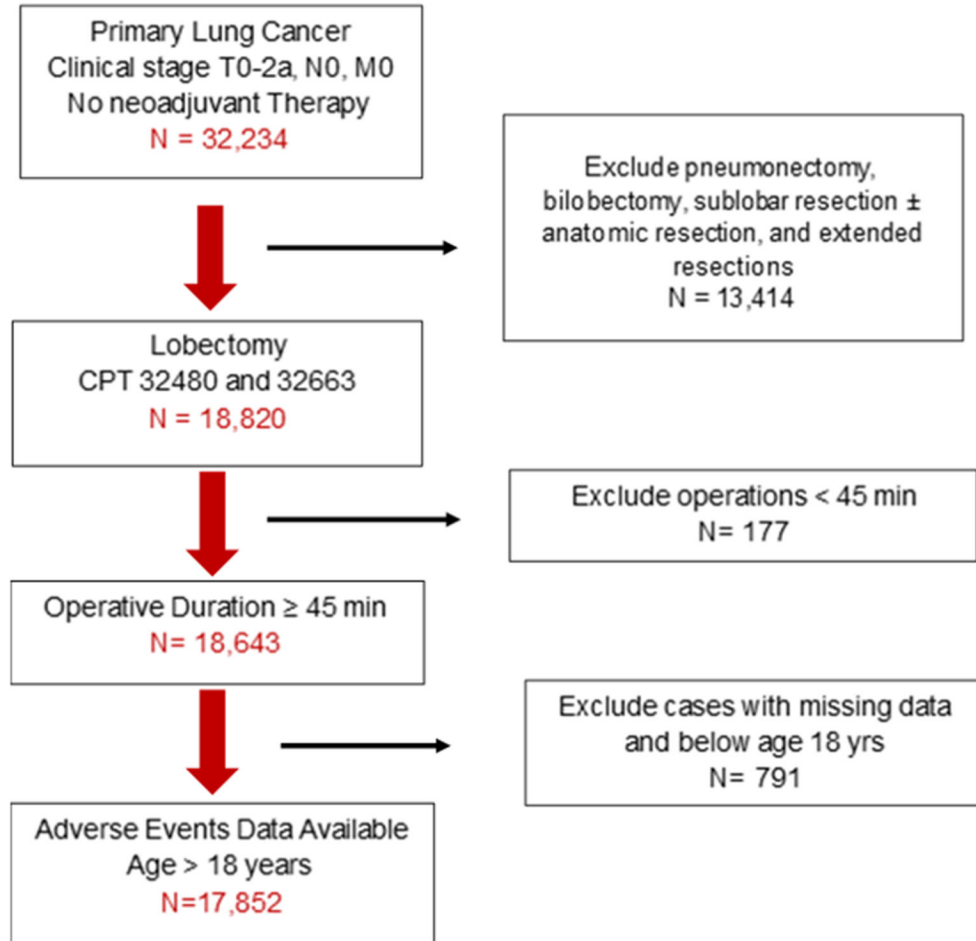 Primary Lung Cancer
Clinical stage T0-2a, N0, M0
No neoadjuvant Therapy
N = 32,234
Exclude pneumonectomy,
bilobectomy, sublobar resection ±
anatomic resection, and extended
resections
N = 13,414
Lobectomy
CPT 32480 and 32663
N = 18,820
Exclude operations < 45 min
N= 177
Operative Duration ≥ 45 min
N= 18,643
Exclude cases with missing data
and below age 18 yrs
N= 791
Adverse Events Data Available
Age > 18 years
N=17,852